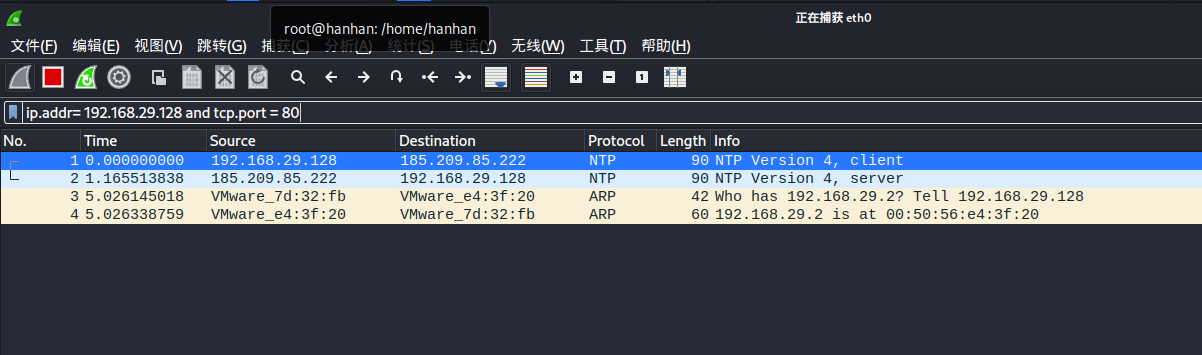 正在捕获 eth0
root@hanhan: /home/hanhan
文件(F) 编辑(E) 视图(V) 跳转(G) 捕获(C) 分析(A) 统计(S) 电话(Y) 无线(W) 工具(T) 帮助(H)
ip.addr= 192.168.29.128 and tcp.port = 80
No. Time Source Destination Protocol Length Info
1 0.000000000 192.168.29.128 185.209.85.222 NTP 90 NTP Version 4, client
2 1.165513838 185.209.85.222 192.168.29.128 NTP 90 NTP Version 4, server
3 5.026145018 VMware_7d:32:fb VMware_e4:3f:20 ARP 42 Who has 192.168.29.2? Tell 192.168.29.128
4 5.026338759 VMware_e4:3f:20 VMware_7d:32:fb ARP 60 192.168.29.2 is at 00:50:56:e4:3f:20